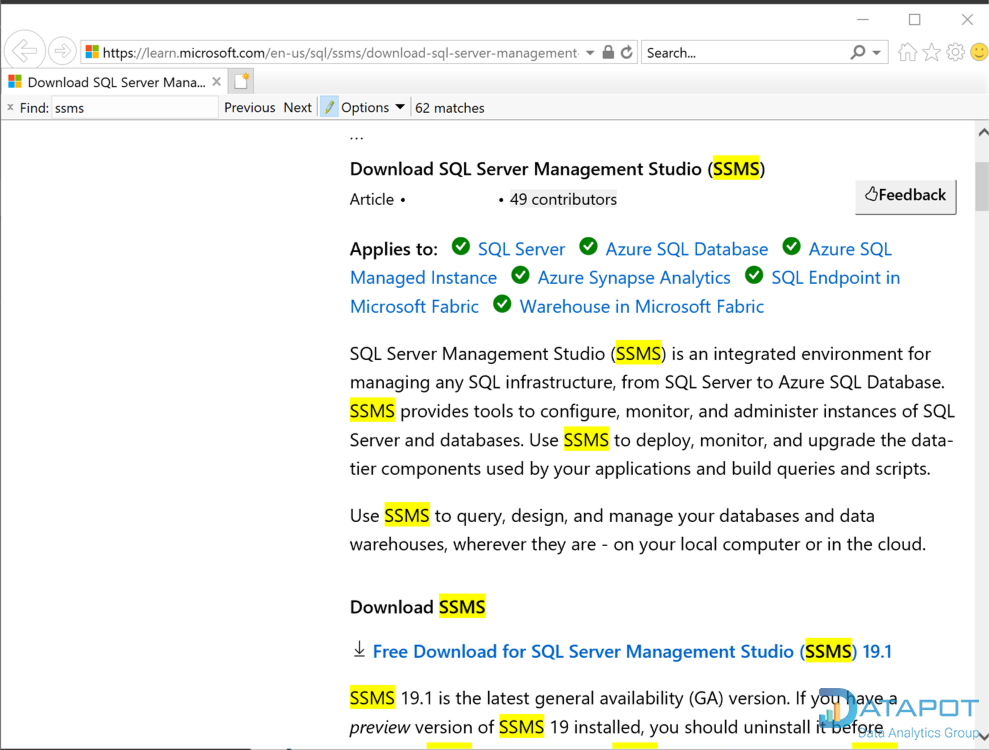 https://learn.microsoft.com/en-us/sql/ssms/download-sql-server-management-
Search...
Download SQL Server Mana...
x Find: ssms Previous Next Options 62 matches
...
Download SQL Server Management Studio (SSMS)
Article • • 49 contributors
Feedback
Applies to: SQL Server Azure SQL Database Azure SQL
Managed Instance Azure Synapse Analytics SQL Endpoint in
Microsoft Fabric Warehouse in Microsoft Fabric
SQL Server Management Studio (SSMS) is an integrated environment for
managing any SQL infrastructure, from SQL Server to Azure SQL Database.
SSMS provides tools to configure, monitor, and administer instances of SQL
Server and databases. Use SSMS to deploy, monitor, and upgrade the data-
tier components used by your applications and build queries and scripts.
Use SSMS to query, design, and manage your databases and data
warehouses, wherever they are - on your local computer or in the cloud.
Download SSMS
Free Download for SQL Server Management Studio (SSMS) 19.1
SSMS 19.1 is the latest general availability (GA) version. If you have a
preview version of SSMS 19 installed, you should uninstall it before
DATAPOT
Data Analytics Group